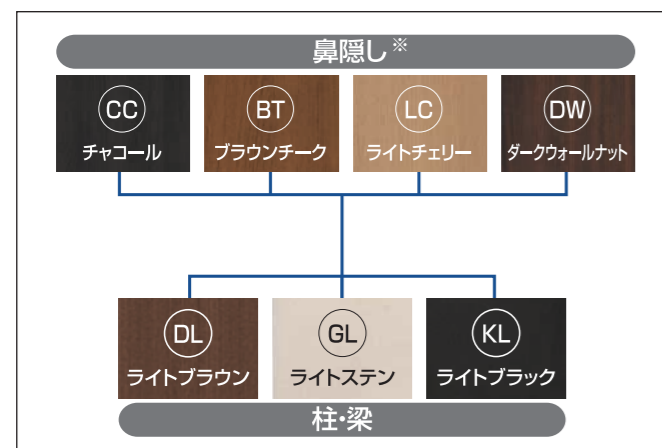 鼻隠し※
CC
チャコール
BT
ブラウンチーク
LC
ライトチェリー
DW
ダークウォールナット
DL
ライトブラウン
GL
ライトステン
KL
ライトブラック
柱・梁